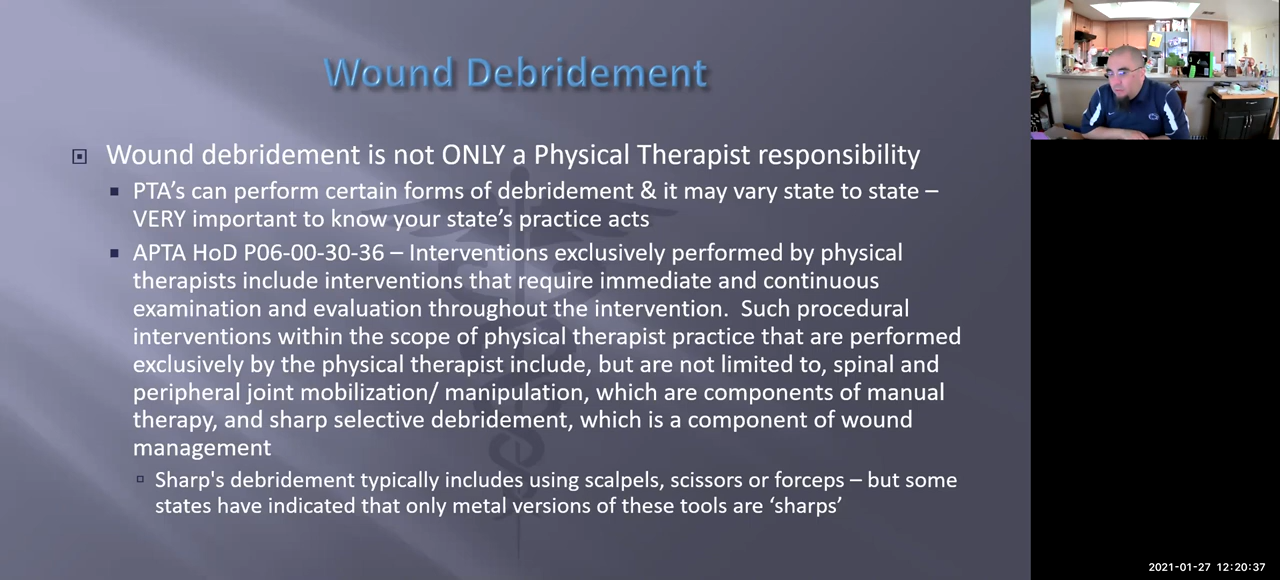 Wound Debridement
Wound debridement is not ONLY a Physical Therapist responsibility
PTA's can perform certain forms of debridement & it may vary state to state –
VERY important to know your state's practice acts
APTA HoD P06-00-30-36 – Interventions exclusively performed by physical
therapists include interventions that require immediate and continuous
examination and evaluation throughout the intervention.  Such procedural
interventions within the scope of physical therapist practice that are performed
exclusively by the physical therapist include, but are not limited to, spinal and
peripheral joint mobilization/ manipulation, which are components of manual
therapy, and sharp selective debridement, which is a component of wound
management
Sharp's debridement typically includes using scalpels, scissors or forceps – but some
states have indicated that only metal versions of these tools are ‘sharps’
2021-01-27 12:20:37